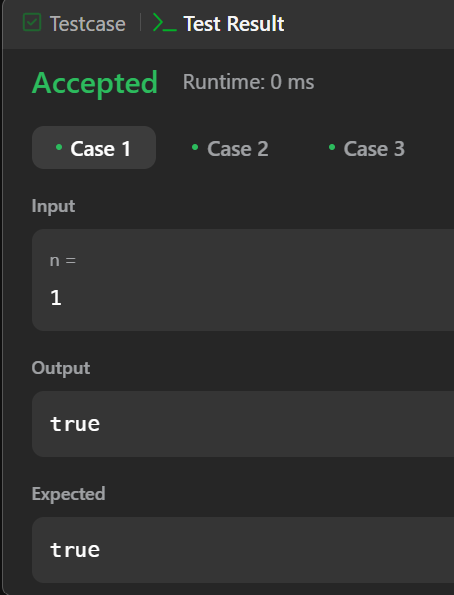 Testcase | >_ Test Result
Accepted Runtime: 0 ms
• Case 1 • Case 2 • Case 3
Input
n =
1
Output
true
Expected
true